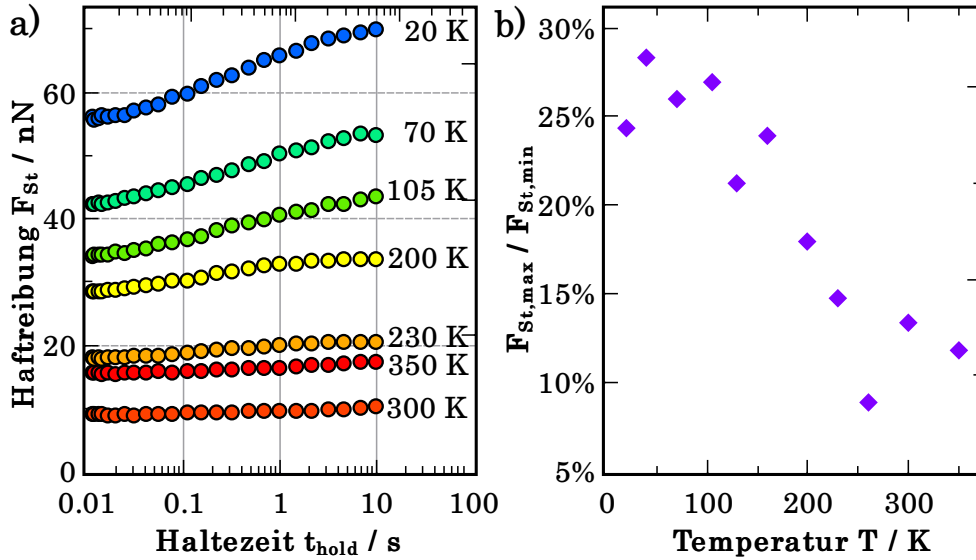 a)
Haftreibung F_St / nN
60
40
20
0
20 K
70 K
105 K
200 K
230 K
350 K
300 K
0.01
0.1
1
10
100
Haltezeit t_hold / s
b)
F_St,max / F_St,min
30%
25%
20%
15%
10%
5%
0
100
200
300
Temperatur T / K